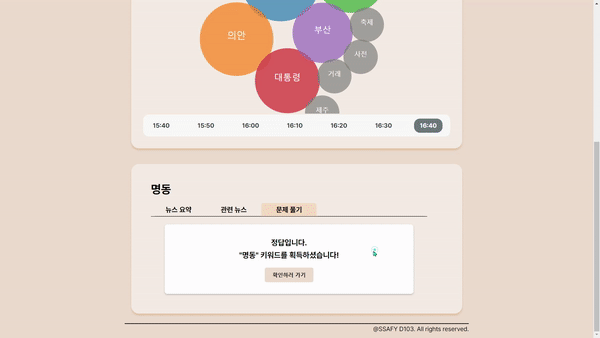 의안
부산
축제
사진
대통령
거래
제주
15:40 15:50 16:00 16:10 16:20 16:30 16:40
명동
뉴스 요약 관련 뉴스 문제 풀기
정답입니다.
"명동" 키워드를 획득하셨습니다!
확인하러 가기
@SSAFY D103. All rights reserved.